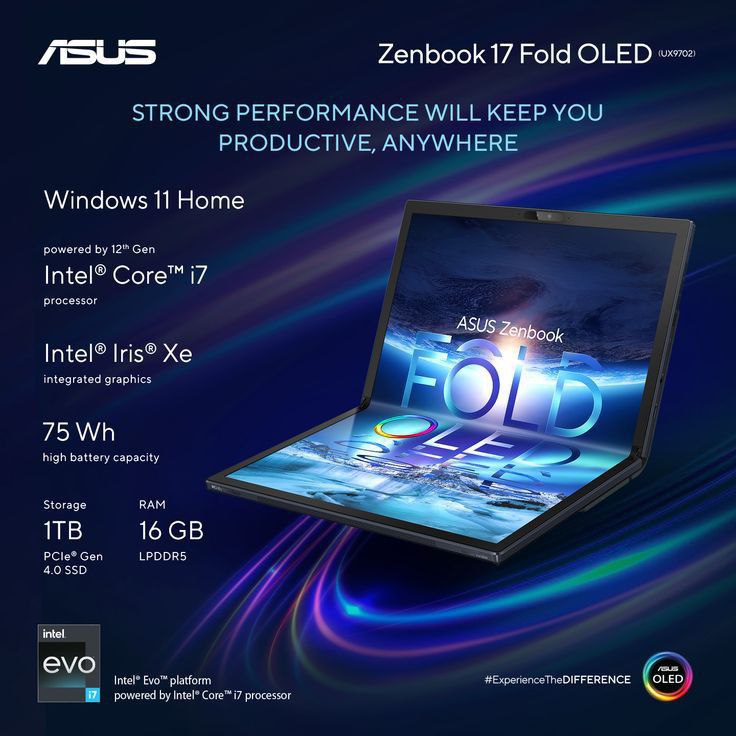 ASUS
Zenbook 17 Fold OLED (UX9702)
STRONG PERFORMANCE WILL KEEP YOU
PRODUCTIVE, ANYWHERE
Windows 11 Home
powered by 12th Gen
Intel® Core™ i7
processor
Intel® Iris® Xe
integrated graphics
75 Wh
high battery capacity
Storage
1TB
PCIe® Gen
4.0 SSD
RAM
16 GB
LPDDR5
ASUS Zenbook
FOLD
OLED
intel.
evo
i7
Intel® Evo™ platform
powered by Intel® Core™ i7 processor
#ExperienceTheDIFFERENCE
ASUS
OLED